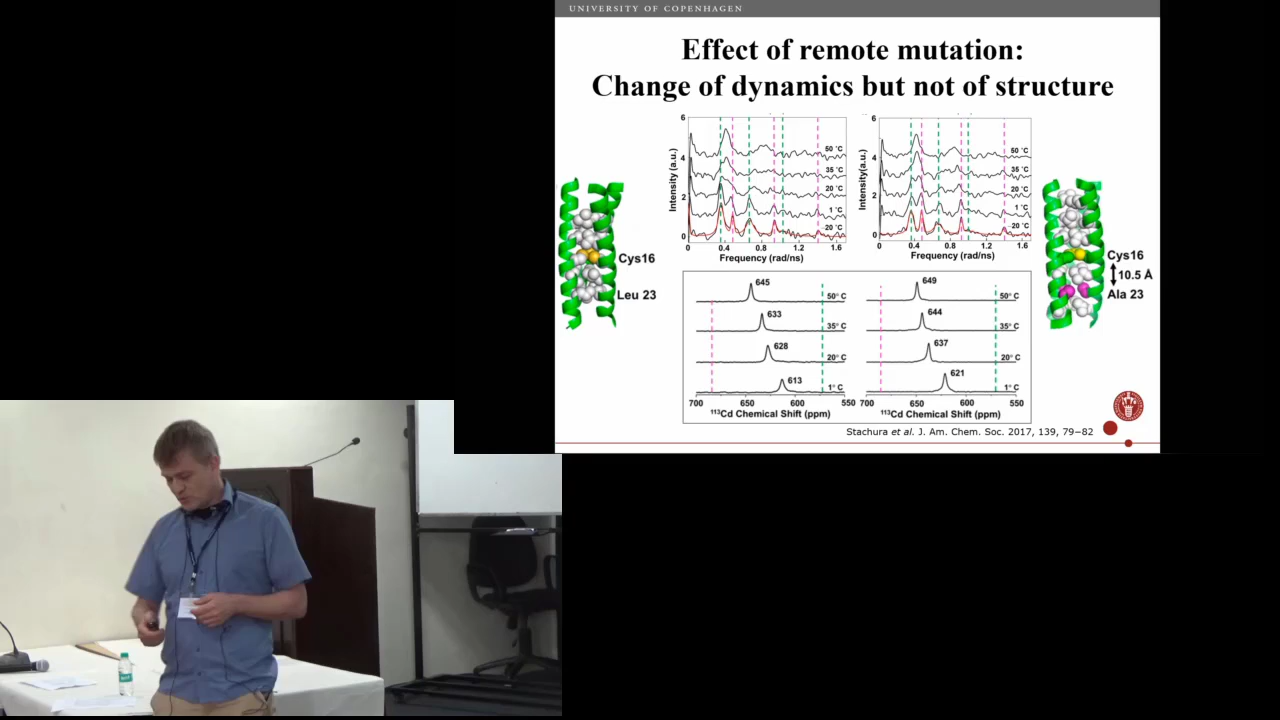 UNIVERSITY OF COPENHAGEN
Effect of remote mutation:
Change of dynamics but not of structure
6
4
2
0
Intensity (a.u.)
50 °C
35 °C
20 °C
1 °C
20 °C
0 0.4 0.8 1.2 1.6
Frequency (rad/ns)
6
4
2
0
Intensity(a.u.)
50 °C
35 °C
20 °C
1 °C
20 °C
0 0.4 0.8 1.2 1.6
Frequency (rad/ns)
Cys16
Leu 23
Cys16
10.5 Å
Ala 23
645
50° C
633
35° C
628
20° C
613
1° C
700 650 600 550
¹¹³Cd Chemical Shift (ppm)
649
50° C
644
35° C
637
20° C
621
1° C
700 650 600 550
¹¹³Cd Chemical Shift (ppm)
Stachura et al. J. Am. Chem. Soc. 2017, 139, 79−82